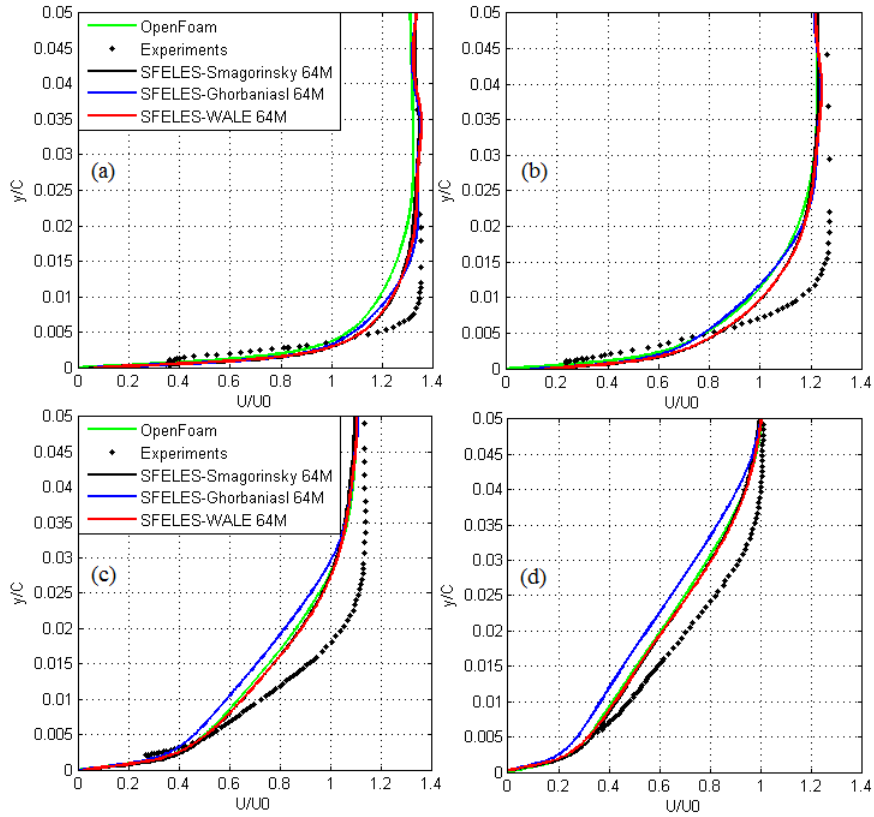 0.05
0.045
0.04
0.035
0.03
0.025
0.02
0.015
0.01
0.005
0
y/C
OpenFoam
Experiments
SFELES-Smagorinsky 64M
SFELES-Ghorbaniasl 64M
SFELES-WALE 64M
(a)
0 0.2 0.4 0.6 0.8 1 1.2 1.4
U/U0
0.05
0.045
0.04
0.035
0.03
0.025
0.02
0.015
0.01
0.005
0
y/C
(b)
0 0.2 0.4 0.6 0.8 1 1.2 1.4
U/U0
0.05
0.045
0.04
0.035
0.03
0.025
0.02
0.015
0.01
0.005
0
y/C
OpenFoam
Experiments
SFELES-Smagorinsky 64M
SFELES-Ghorbaniasl 64M
SFELES-WALE 64M
(c)
0 0.2 0.4 0.6 0.8 1 1.2 1.4
U/U0
0.05
0.045
0.04
0.035
0.03
0.025
0.02
0.015
0.01
0.005
0
y/C
(d)
0 0.2 0.4 0.6 0.8 1 1.2 1.4
U/U0